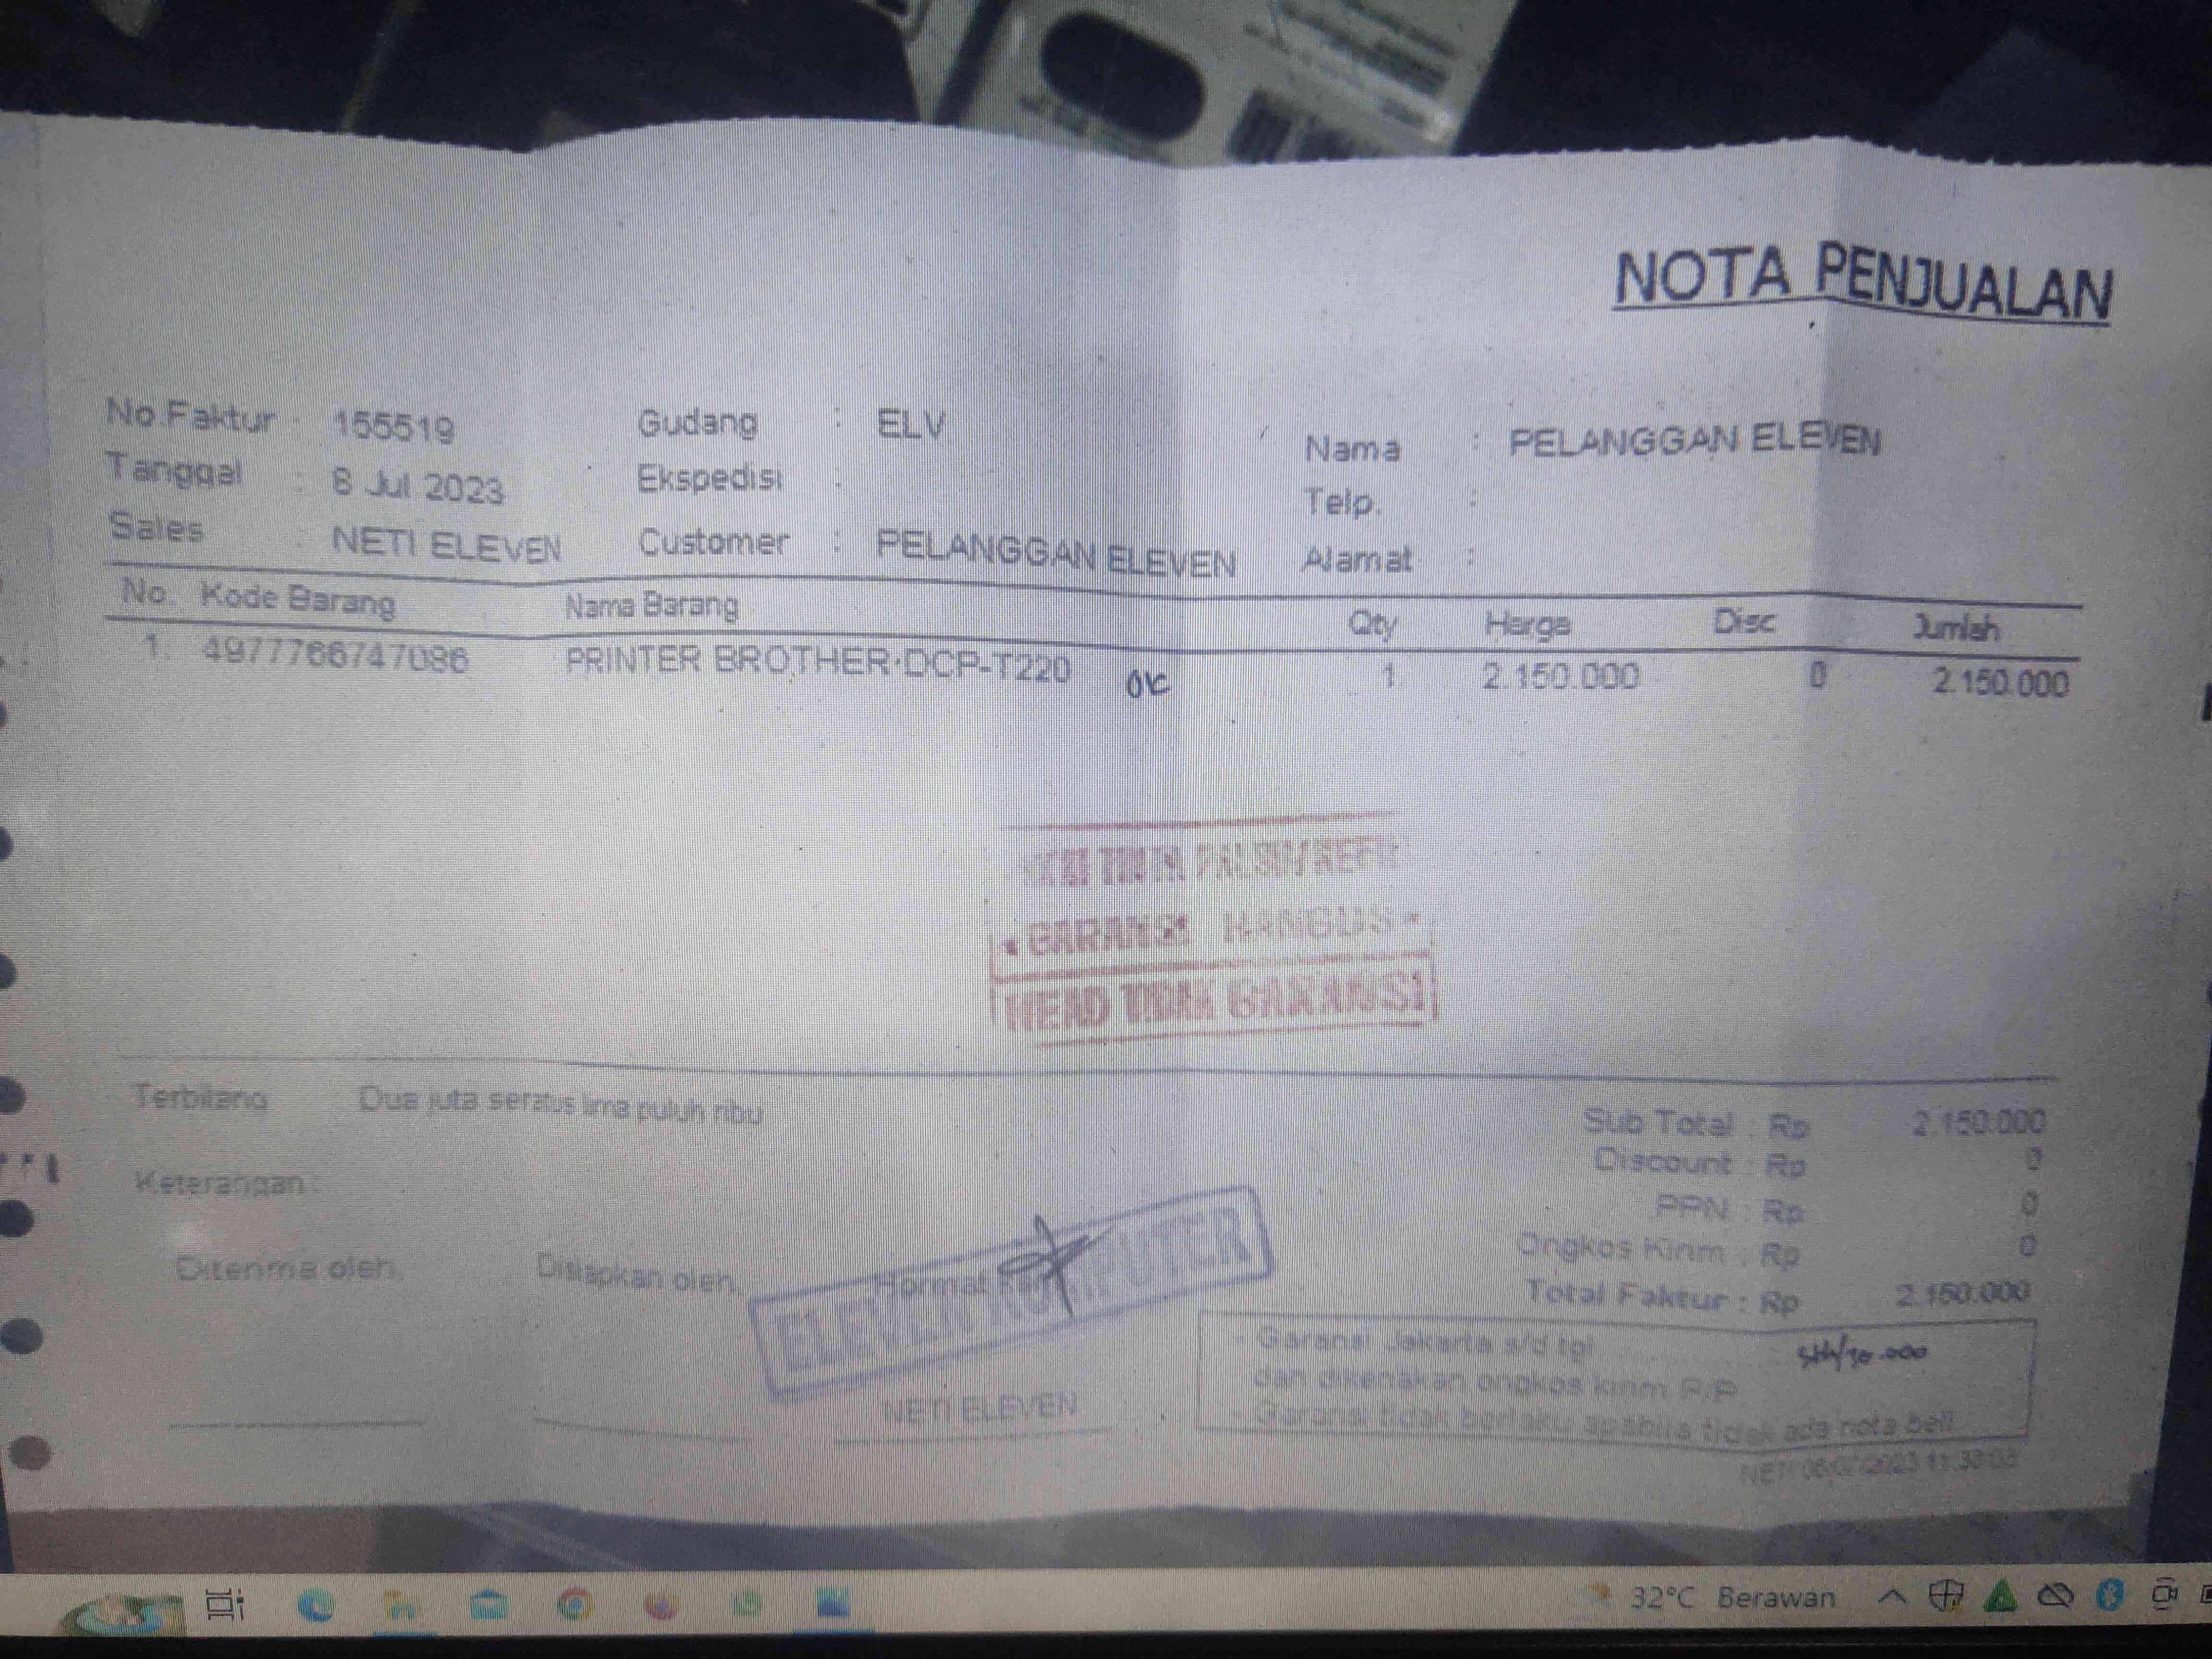 NOTA PENJUALAN
No.Faktur : 155519 Gudang : ELV Nama : PELANGGAN ELEVEN
Tanggal : 8 Jul 2023 Ekspedisi : Telp. :
Sales : NETI ELEVEN Customer : PELANGGAN ELEVEN Alamat :
No. Kode Barang Nama Barang Qty Harga Disc Jumlah
1. 4977766747086 PRINTER BROTHER DCP-T220 OK 1 2.150.000 0 2.150.000
GARANSI HANGUS
HEAD TIDAK GARANSI
Terbilang : Dua juta seratus lima puluh ribu
Sub Total : Rp 2.150.000
Discount : Rp 0
Keterangan :
PPN : Rp 0
Ongkos Kirim : Rp 0
Diterima oleh, Disiapkan oleh, Hormat
Total Faktur : Rp 2.150.000
ELEVEN KOMPUTER
- Garansi Jakarta s/d tgl
dan dikenakan ongkos kirim P/P
- Garansi tidak berlaku apabila tidak ada nota beli
NETI ELEVEN
NETI
32°C Berawan